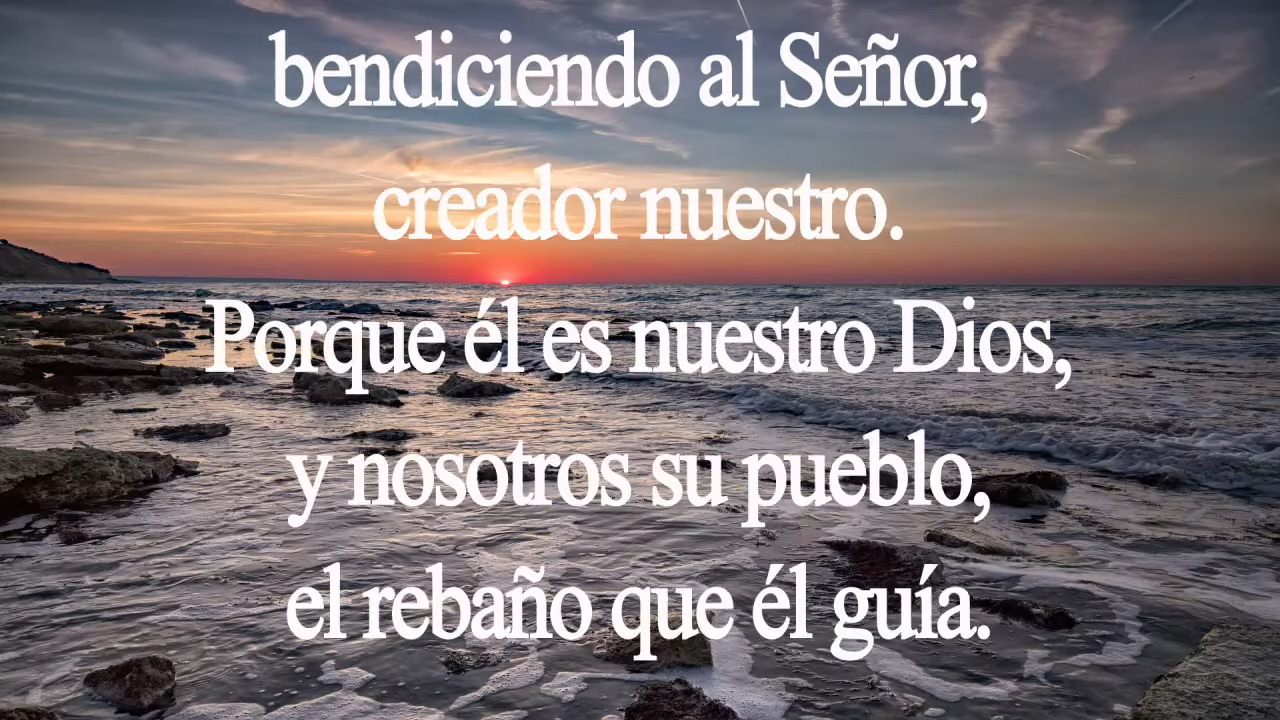 bendiciendo al Señor,
creador nuestro.
Porque él es nuestro Dios,
y nosotros su pueblo,
el rebaño que él guía.